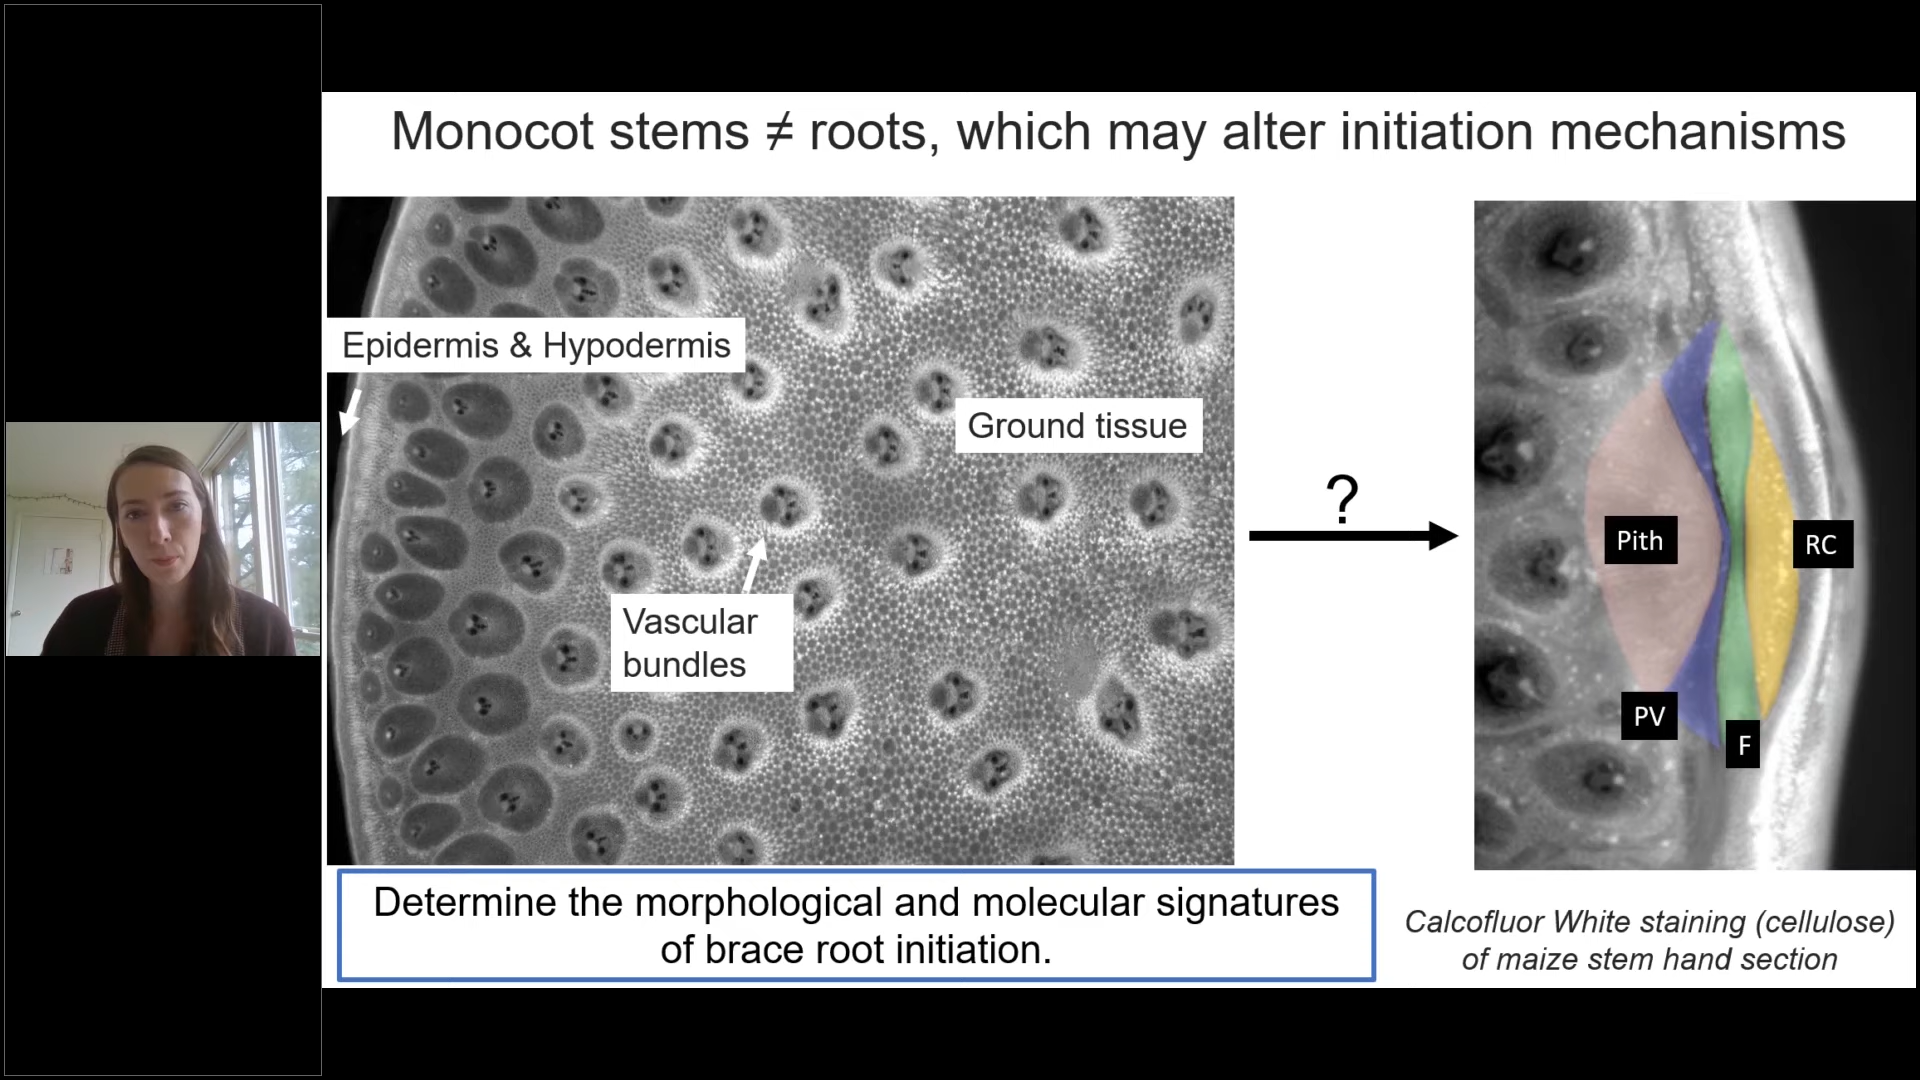 Monocot stems ≠ roots, which may alter initiation mechanisms
Epidermis & Hypodermis
Ground tissue
Vascular
bundles
?
Pith
RC
PV
F
Determine the morphological and molecular signatures
of brace root initiation.
Calcofluor White staining (cellulose)
of maize stem hand section